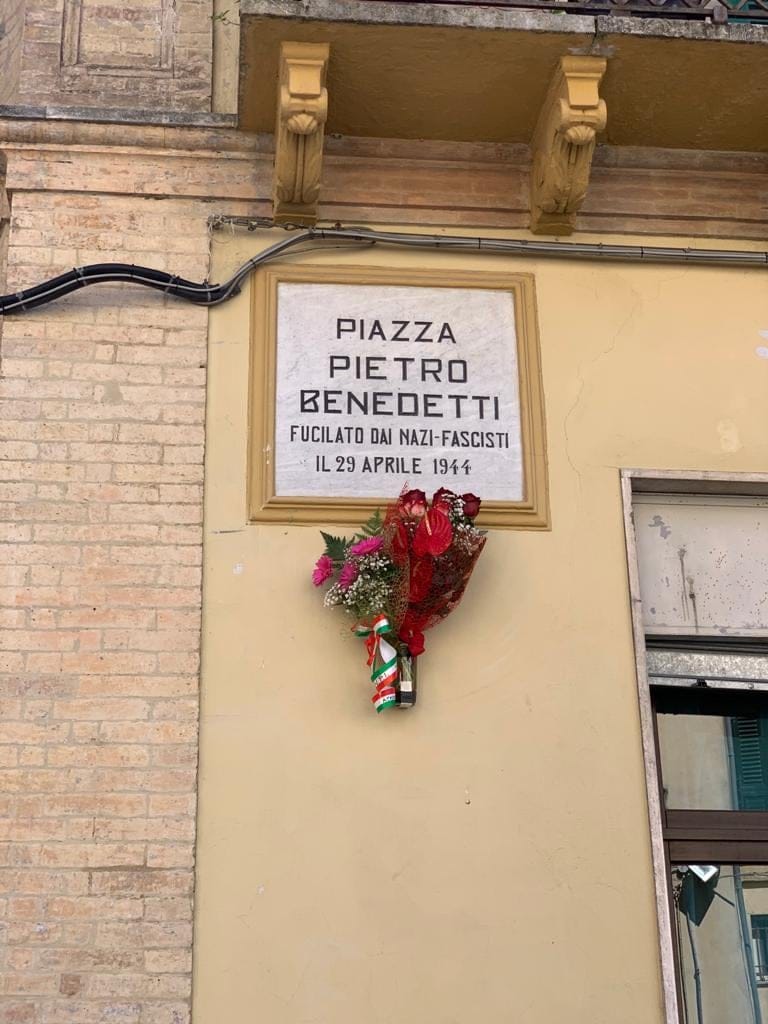 PIAZZA
PIETRO
BENEDETTI
FUCILATO DAI NAZI-FASCISTI
IL 29 APRILE 1944